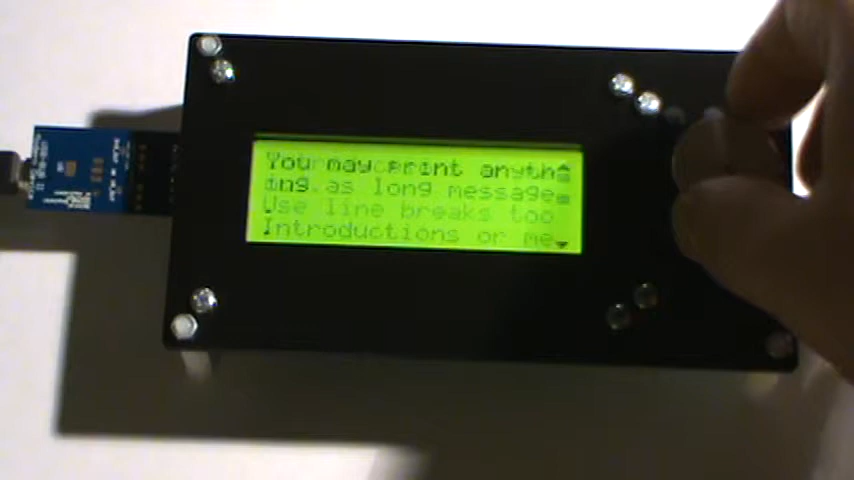 You may print anyth
ing as long message
Use line breaks too
Introductions or me